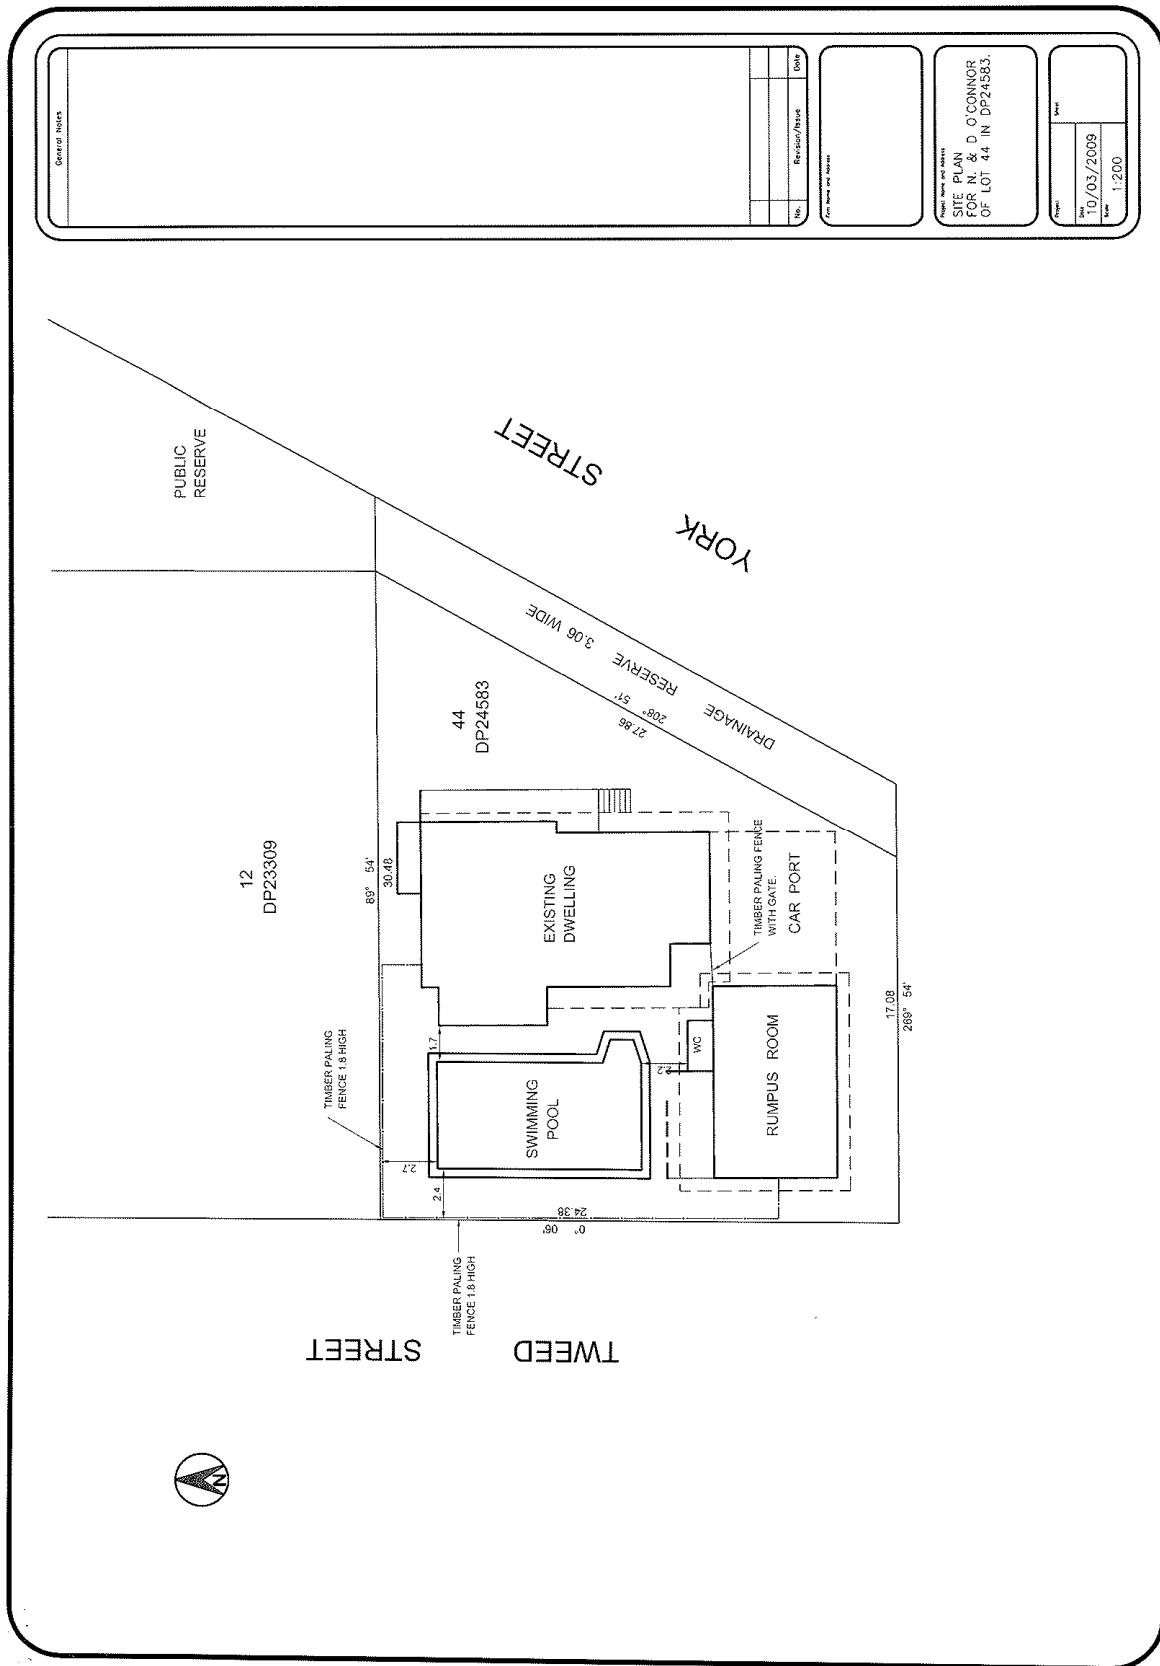 General Notes
No.
Revision/Issue
Date
Firm Name and Address
Project Name and Address
SITE PLAN
FOR N. & D O'CONNOR
OF LOT 44 IN DP24583.
Project
Sheet
Date
10/03/2009
Scale
1:200
PUBLIC
RESERVE
YORK STREET
12
DP23309
89° 54'
30.48
44
DP24583
DRAINAGE RESERVE 3.06 WIDE
208° 51'
27.86
TIMBER PALING
FENCE 1.8 HIGH
EXISTING
DWELLING
TIMBER PALING FENCE
WITH GATE.
CAR PORT
1.7
2.7
2.4
SWIMMING
POOL
2.2
WC
RUMPUS ROOM
17.08
269° 54'
24.38
0° 06'
TIMBER PALING
FENCE 1.8 HIGH
TWEED STREET
N